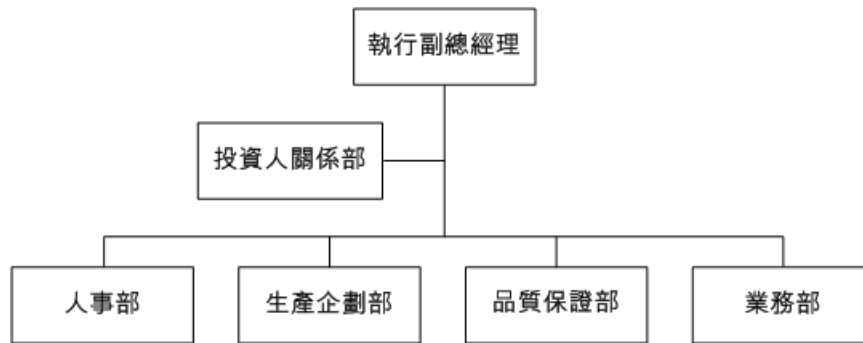 執行副總經理
投資人關係部
人事部
生產企劃部
品質保證部
業務部